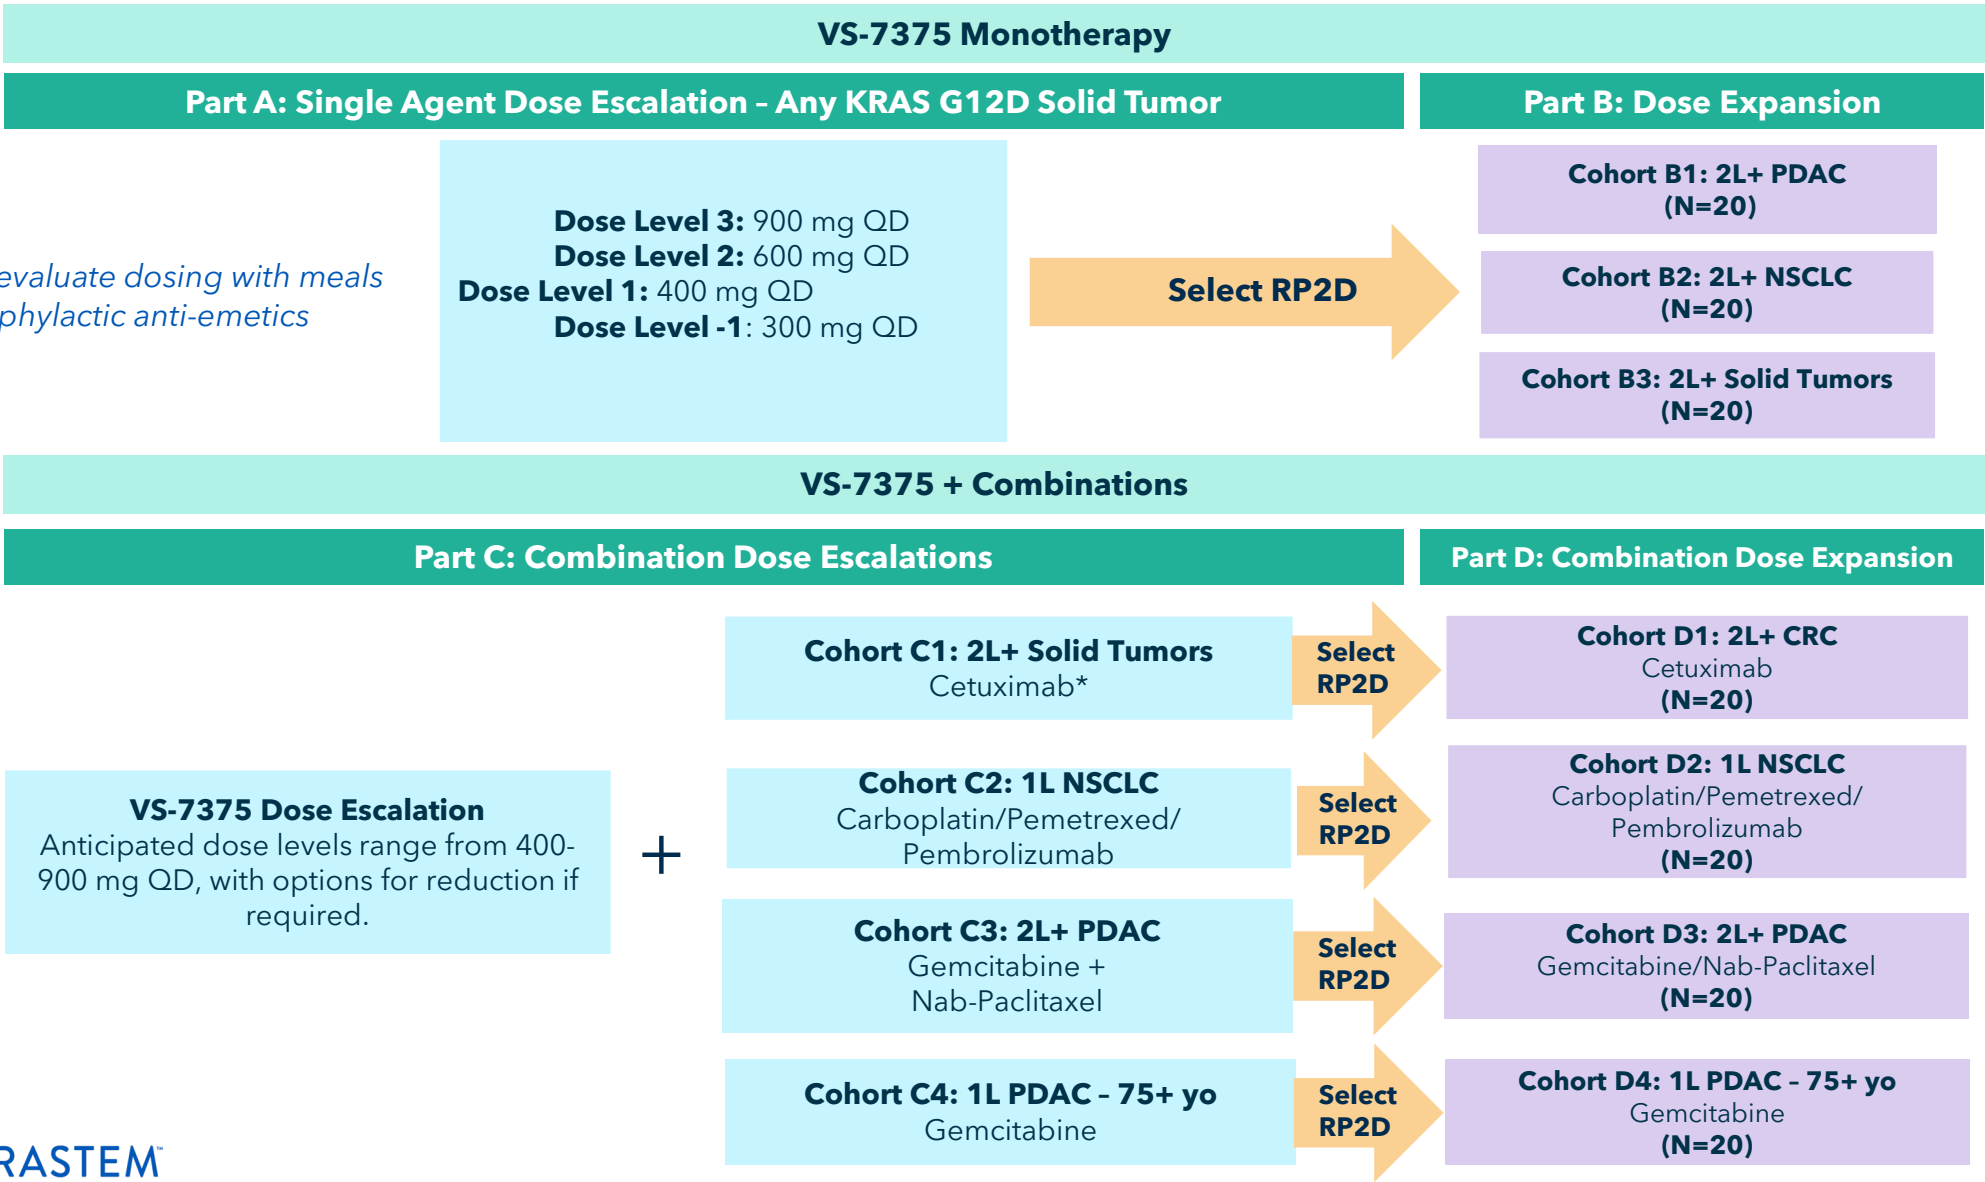 VS-7375 Monotherapy
Part A: Single Agent Dose Escalation – Any KRAS G12D Solid Tumor
Part B: Dose Expansion
evaluate dosing with meals
phylactic anti-emetics
Dose Level 3: 900 mg QD
Dose Level 2: 600 mg QD
Dose Level 1: 400 mg QD
Dose Level -1: 300 mg QD
Select RP2D
Cohort B1: 2L+ PDAC
(N=20)
Cohort B2: 2L+ NSCLC
(N=20)
Cohort B3: 2L+ Solid Tumors
(N=20)
VS-7375 + Combinations
Part C: Combination Dose Escalations
Part D: Combination Dose Expansion
VS-7375 Dose Escalation
Anticipated dose levels range from 400-
900 mg QD, with options for reduction if
required.
+
Cohort C1: 2L+ Solid Tumors
Cetuximab*
Select
RP2D
Cohort D1: 2L+ CRC
Cetuximab
(N=20)
Cohort C2: 1L NSCLC
Carboplatin/Pemetrexed/
Pembrolizumab
Select
RP2D
Cohort D2: 1L NSCLC
Carboplatin/Pemetrexed/
Pembrolizumab
(N=20)
Cohort C3: 2L+ PDAC
Gemcitabine +
Nab-Paclitaxel
Select
RP2D
Cohort D3: 2L+ PDAC
Gemcitabine/Nab-Paclitaxel
(N=20)
Cohort C4: 1L PDAC – 75+ yo
Gemcitabine
Select
RP2D
Cohort D4: 1L PDAC – 75+ yo
Gemcitabine
(N=20)
RASTEM™